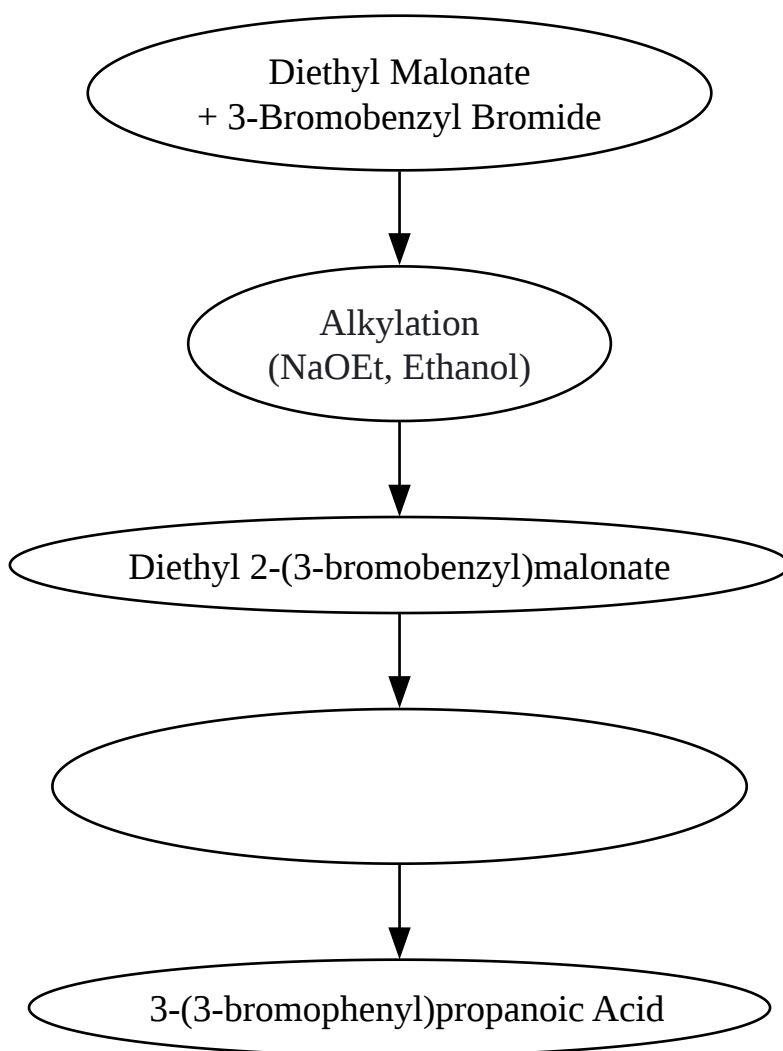 Diethyl Malonate
+ 3-Bromobenzyl Bromide
Alkylation
(NaOEt, Ethanol)
Diethyl 2-(3-bromobenzyl)malonate
3-(3-bromophenyl)propanoic Acid